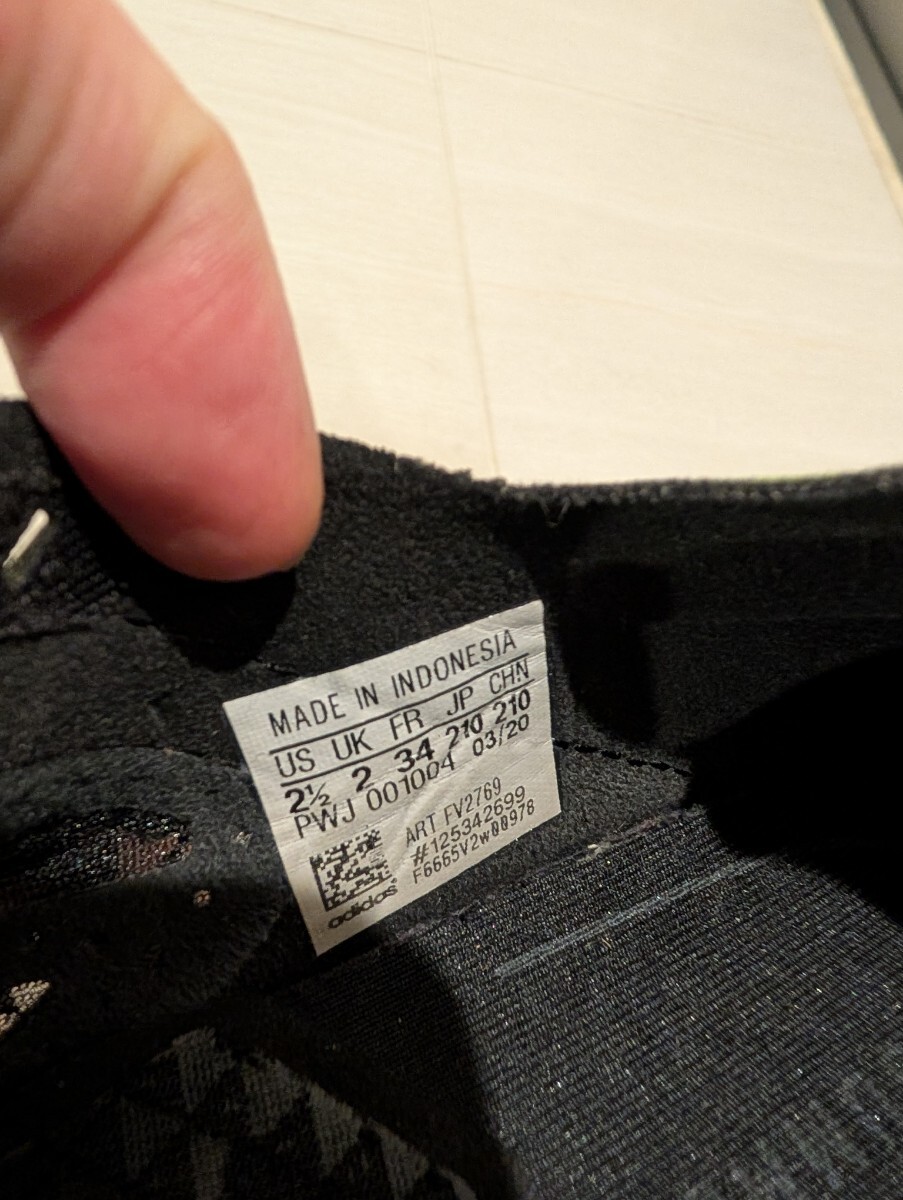 MADE IN INDONESIA
US UK FR JP CHN
2½ 2 34 210 210
PWJ 001004 03/20
ART FV2769
#125342699
F6665V2w00978
adidas